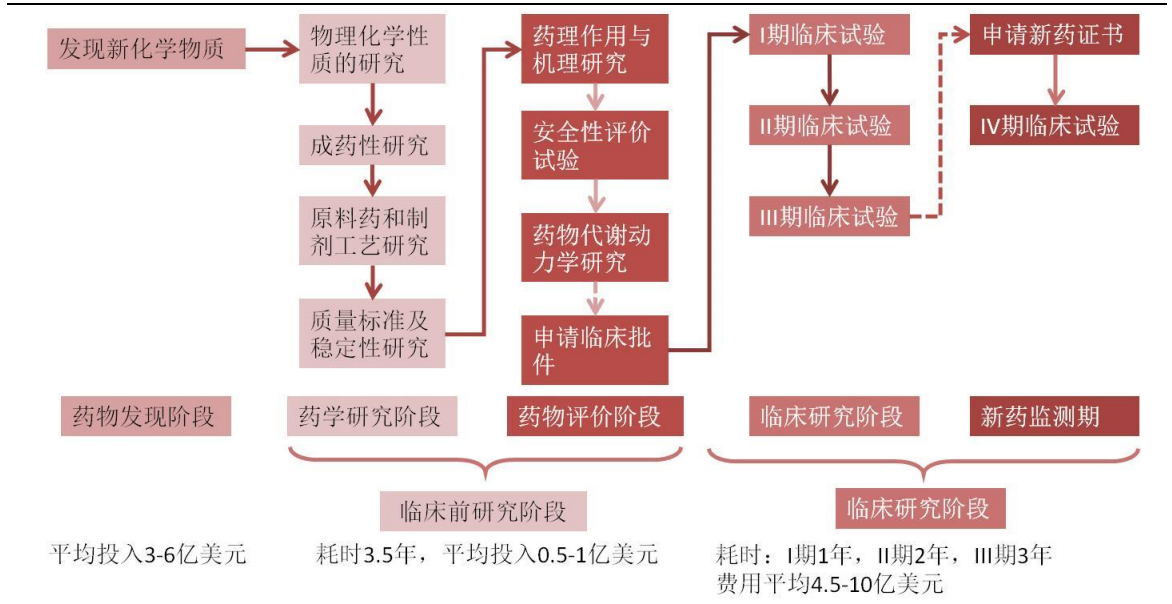 发现新化学物质
物理化学性
质的研究
成药性研究
原料药和制
剂工艺研究
质量标准及
稳定性研究
药理作用与
机理研究
安全性评价
试验
药物代谢动
力学研究
申请临床批
件
I期临床试验
II期临床试验
III期临床试验
申请新药证书
IV期临床试验
药物发现阶段
药学研究阶段
药物评价阶段
临床研究阶段
新药监测期
临床前研究阶段
临床研究阶段
平均投入3-6亿美元
耗时3.5年，平均投入0.5-1亿美元
耗时：I期1年，II期2年，III期3年
费用平均4.5-10亿美元